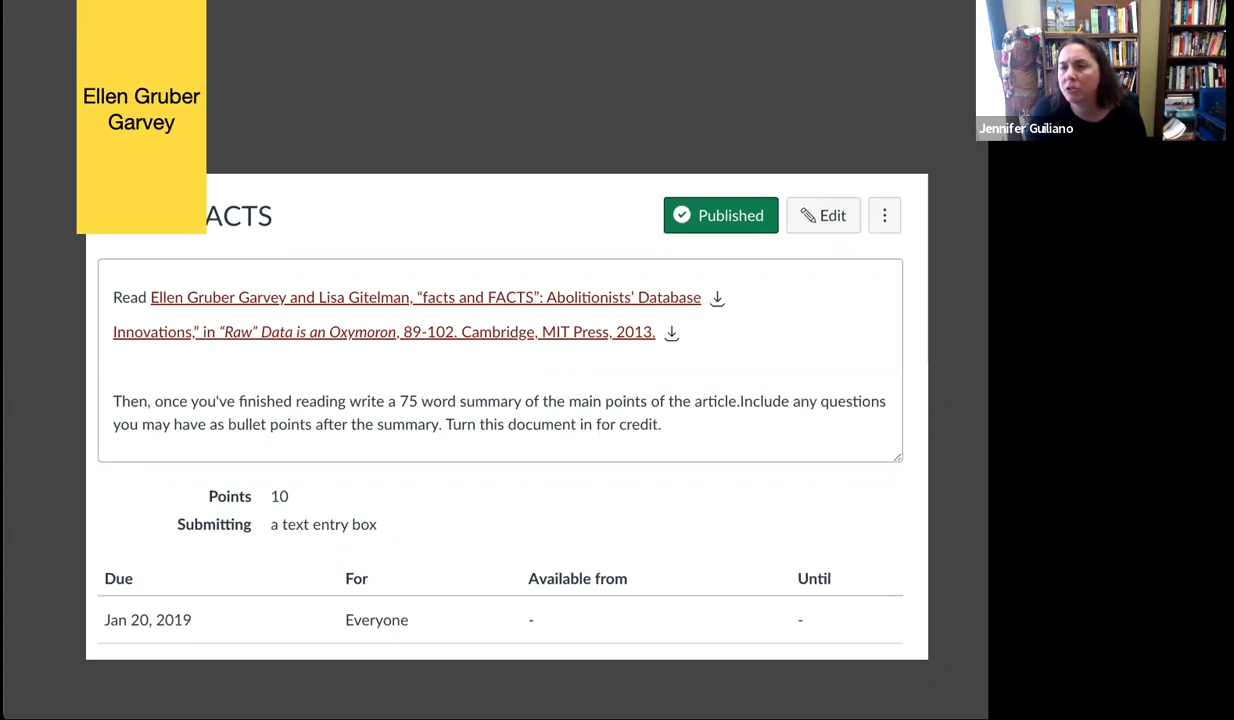 Ellen Gruber
Garvey
Jennifer Guiliano
ACTS
Published
Edit
Read Ellen Gruber Garvey and Lisa Gitelman, “facts and FACTS”: Abolitionists’ Database
Innovations,” in “Raw” Data is an Oxymoron, 89-102. Cambridge, MIT Press, 2013.
Then, once you've finished reading write a 75 word summary of the main points of the article.Include any questions
you may have as bullet points after the summary. Turn this document in for credit.
Points 10
Submitting a text entry box
Due For Available from Until
Jan 20, 2019 Everyone - -